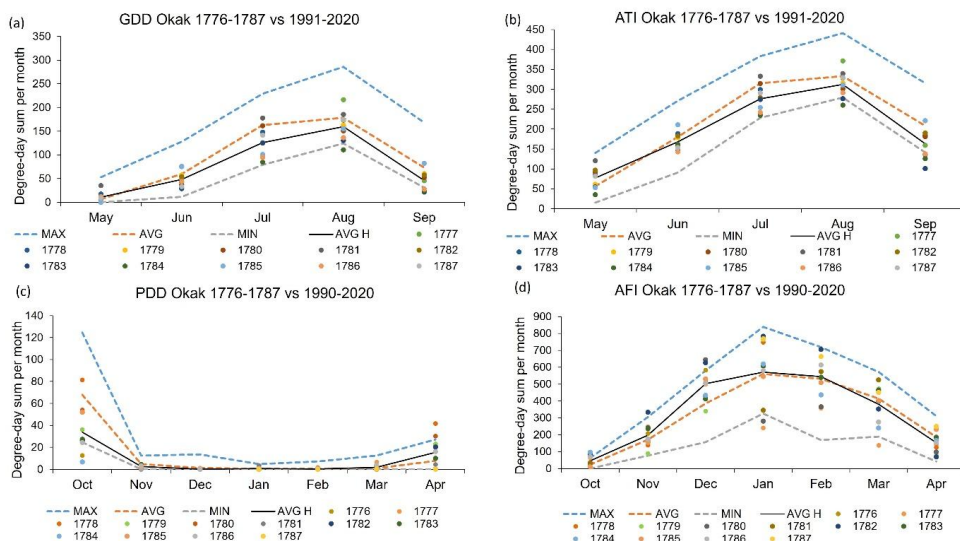 (a)
GDD Okak 1776-1787 vs 1991-2020
Degree-day sum per month
350
300
250
200
150
100
50
0
May Jun Jul Aug Sep
MAX AVG MIN AVG H 1777
1778 1779 1780 1781 1782
1783 1784 1785 1786 1787
(b)
ATI Okak 1776-1787 vs 1991-2020
Degree-day sum per month
450
400
350
300
250
200
150
100
50
0
May Jun Jul Aug Sep
MAX AVG MIN AVG H 1777
1778 1779 1780 1781 1782
1783 1784 1785 1786 1787
(c)
PDD Okak 1776-1787 vs 1990-2020
Degree-day sum per month
140
120
100
80
60
40
20
0
Oct Nov Dec Jan Feb Mar Apr
MAX AVG MIN AVG H 1776 1777
1778 1779 1780 1781 1782 1783
1784 1785 1786 1787
(d)
AFI Okak 1776-1787 vs 1990-2020
Degree-day sum per month
900
800
700
600
500
400
300
200
100
0
Oct Nov Dec Jan Feb Mar Apr
MAX AVG MIN AVG H 1776 1777
1778 1779 1780 1781 1782 1783
1784 1785 1786 1787